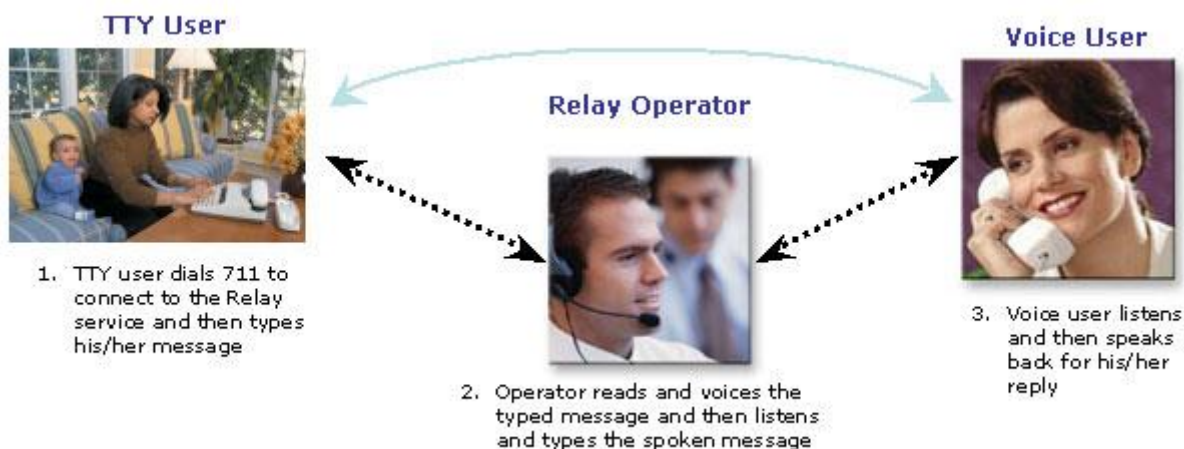 TTY User
Voice User
Relay Operator
1. TTY user dials 711 to
connect to the Relay
service and then types
his/her message
2. Operator reads and voices the
typed message and then listens
and types the spoken message
3. Voice user listens
and then speaks
back for his/her
reply